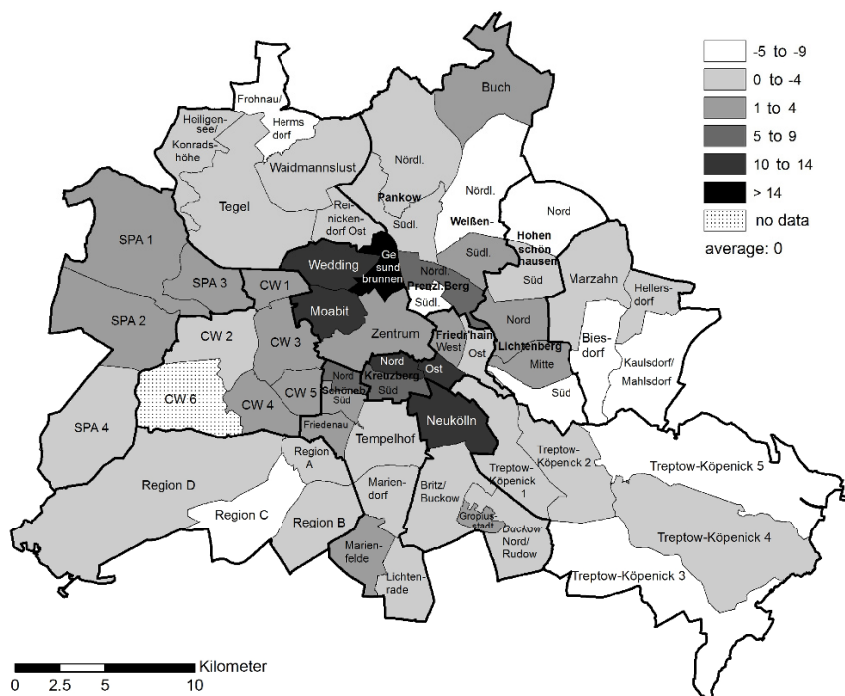 -5 to -9
0 to -4
1 to 4
5 to 9
10 to 14
> 14
no data
average: 0
Frohnau/
Herms
dorf
Heiligen-
see/
Konrads-
höhe
Tegel
Waidmannslust
Rei-
nicken-
dorf Ost
Buch
Nördl.
Pankow
Südl.
Nördl.
Weißen-
Südl.
Nord
Hohen
schön
hausen
Süd
Marzahn
Hellers-
dorf
Bies-
dorf
Kaulsdorf/
Mahlsdorf
SPA 1
SPA 3
SPA 2
SPA 4
CW 1
CW 2
CW 3
CW 4
CW 5
CW 6
Wedding
Ge
sund
brunnen
Moabit
Zentrum
Nördl.
Prenzl.Berg
Südl.
Friedr'hain
West
Ost
Nord
Lichtenberg
Mitte
Süd
Nord
Ost
Kreuzberg
Süd
Nord
Schöneb.
Süd
Friedenau
Tempelhof
Neukölln
Region D
Region
A
Region C
Region B
Marien-
dorf
Marien-
felde
Lichten-
rade
Britz/
Buckow
Gropius-
stadt
Buckow
Nord/
Rudow
Treptow-
Köpenick
1
Treptow-
Köpenick 2
Treptow-Köpenick 5
Treptow-Köpenick 4
Treptow-Köpenick 3
Kilometer
0 2.5 5 10